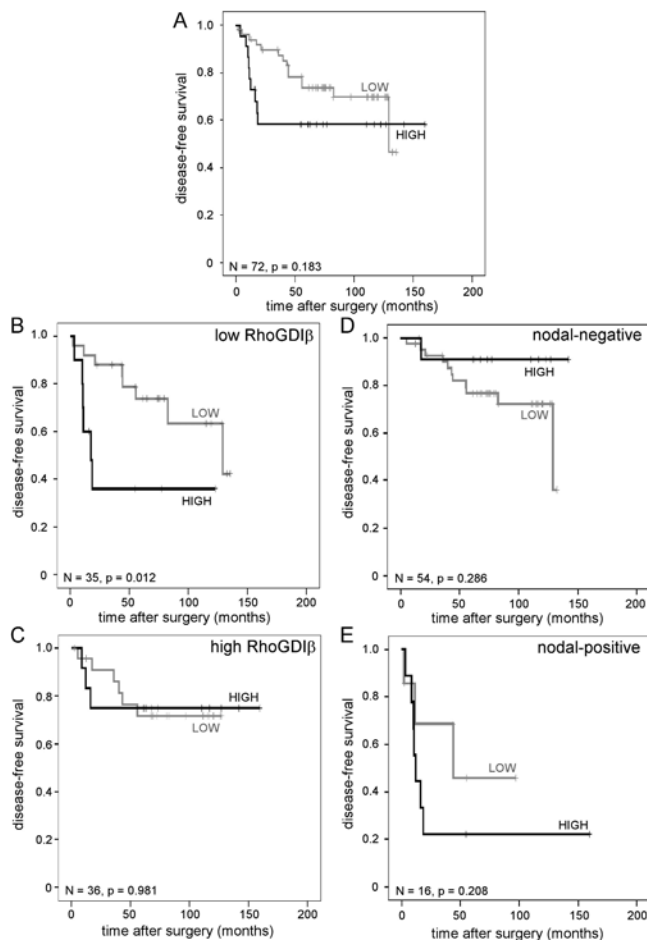 A
disease-free survival
1.0
0.8
0.6
0.4
0.2
0
LOW
HIGH
N = 72, p = 0.183
0 50 100 150 200
time after surgery (months)
B
low RhoGDIβ
disease-free survival
1.0
0.8
0.6
0.4
0.2
0
LOW
HIGH
N = 35, p = 0.012
0 50 100 150 200
time after surgery (months)
C
high RhoGDIβ
disease-free survival
1.0
0.8
0.6
0.4
0.2
0
HIGH
LOW
N = 36, p = 0.981
0 50 100 150 200
time after surgery (months)
D
nodal-negative
disease-free survival
1.0
0.8
0.6
0.4
0.2
0
HIGH
LOW
N = 54, p = 0.286
0 50 100 150 200
time after surgery (months)
E
nodal-positive
disease-free survival
1.0
0.8
0.6
0.4
0.2
0
LOW
HIGH
N = 16, p = 0.208
0 50 100 150 200
time after surgery (months)